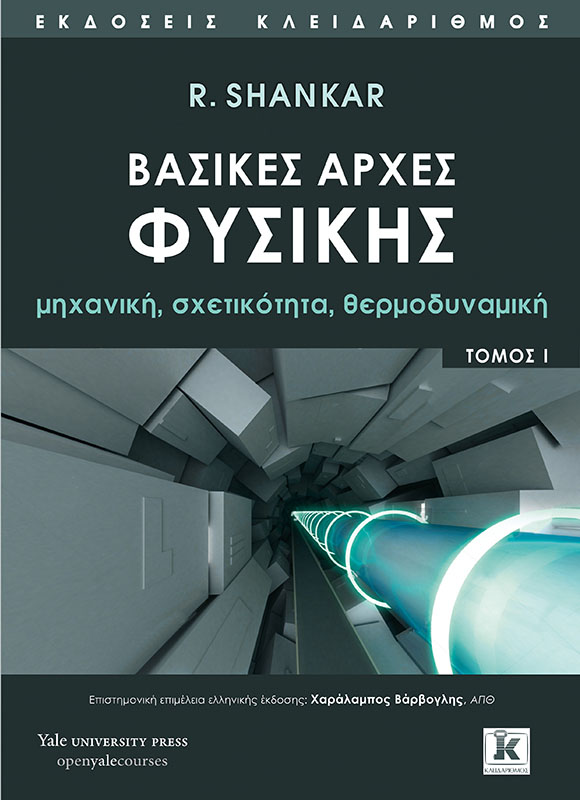 ΕΚΔΟΣΕΙΣ ΚΛΕΙΔΑΡΙΘΜΟΣ
R. SHANKAR
ΒΑΣΙΚΕΣ ΑΡΧΕΣ
ΦΥΣΙΚΗΣ
μηχανική, σχετικότητα, θερμοδυναμική
ΤΟΜΟΣ Ι
Επιστημονική επιμέλεια ελληνικής έκδοσης: Χαράλαμπος Βάρβογλης, ΑΠΘ
Yale UNIVERSITY PRESS
openyalecourses
k
ΚΛΕΙΔΑΡΙΘΜΟΣ